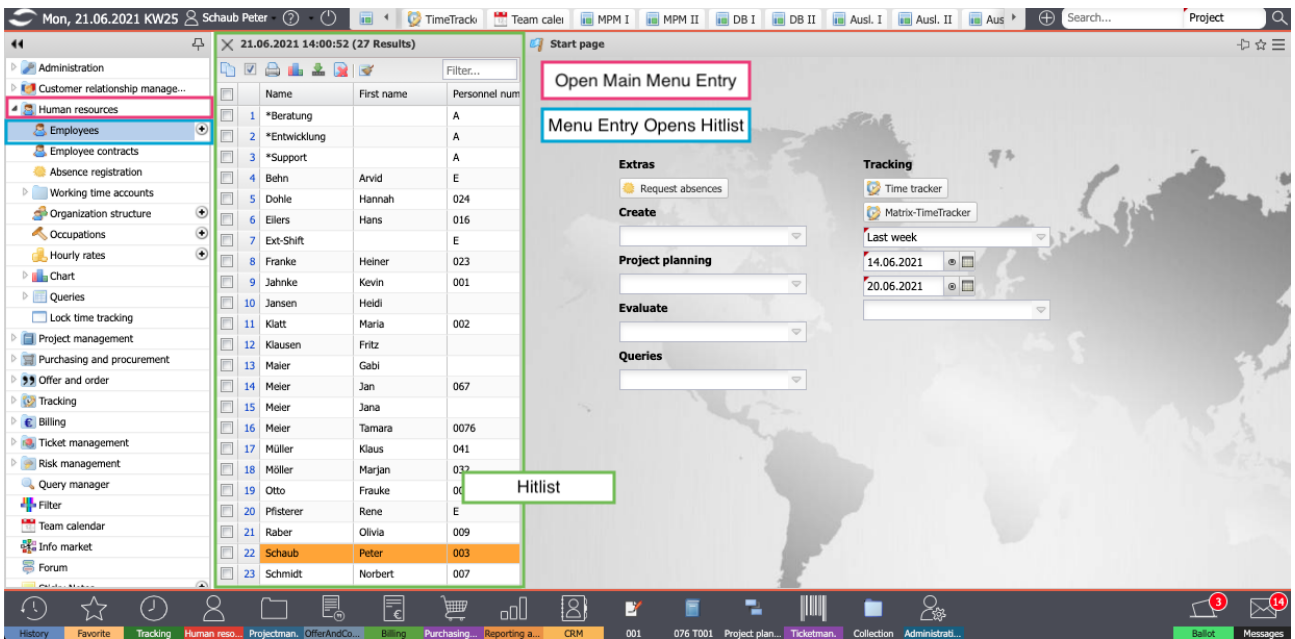 Mon, 21.06.2021 KW25 Schaub Peter
TimeTracki Team caler MPM I MPM II DB I DB II Ausl. I Ausl. II Aus Search... Project
Administration
Customer relationship manage...
Human resources
Employees
Employee contracts
Absence registration
Working time accounts
Organization structure
Occupations
Hourly rates
Chart
Queries
Lock time tracking
Project management
Purchasing and procurement
Offer and order
Tracking
Billing
Ticket management
Risk management
Query manager
Filter
Team calendar
Info market
Forum
21.06.2021 14:00:52 (27 Results)
Filter...
Name First name Personnel num
1 *Beratung A
2 *Entwicklung A
3 *Support A
4 Behn Arvid E
5 Dohle Hannah 024
6 Eilers Hans 016
7 Ext-Shift E
8 Franke Heiner 023
9 Jahnke Kevin 001
10 Jansen Heidi
11 Klatt Maria 002
12 Klausen Fritz
13 Maier Gabi
14 Meier Jan 067
15 Meier Jana
16 Meier Tamara 0076
17 Müller Klaus 041
18 Möller Marjan 032
19 Otto Frauke
20 Pfisterer Rene E
21 Raber Olivia 009
22 Schaub Peter 003
23 Schmidt Norbert 007
Hitlist
Start page
Open Main Menu Entry
Menu Entry Opens Hitlist
Extras
Request absences
Create
Project planning
Evaluate
Queries
Tracking
Time tracker
Matrix-TimeTracker
Last week
14.06.2021
20.06.2021
3 14
History Favorite Tracking Human reso... Projectman. OfferAndCo... Billing Purchasing... Reporting a... CRM 001 076 T001 Project plan... Ticketman. Collection Administrati... Ballot Messages